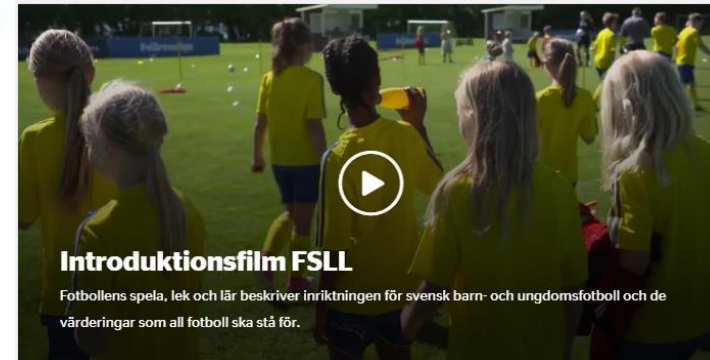 Introduktionsfilm FSLL
Fotbollens spela, lek och lär beskriver inriktningen för svensk barn- och ungdomsfotboll och de
värderingar som all fotboll ska stå för.